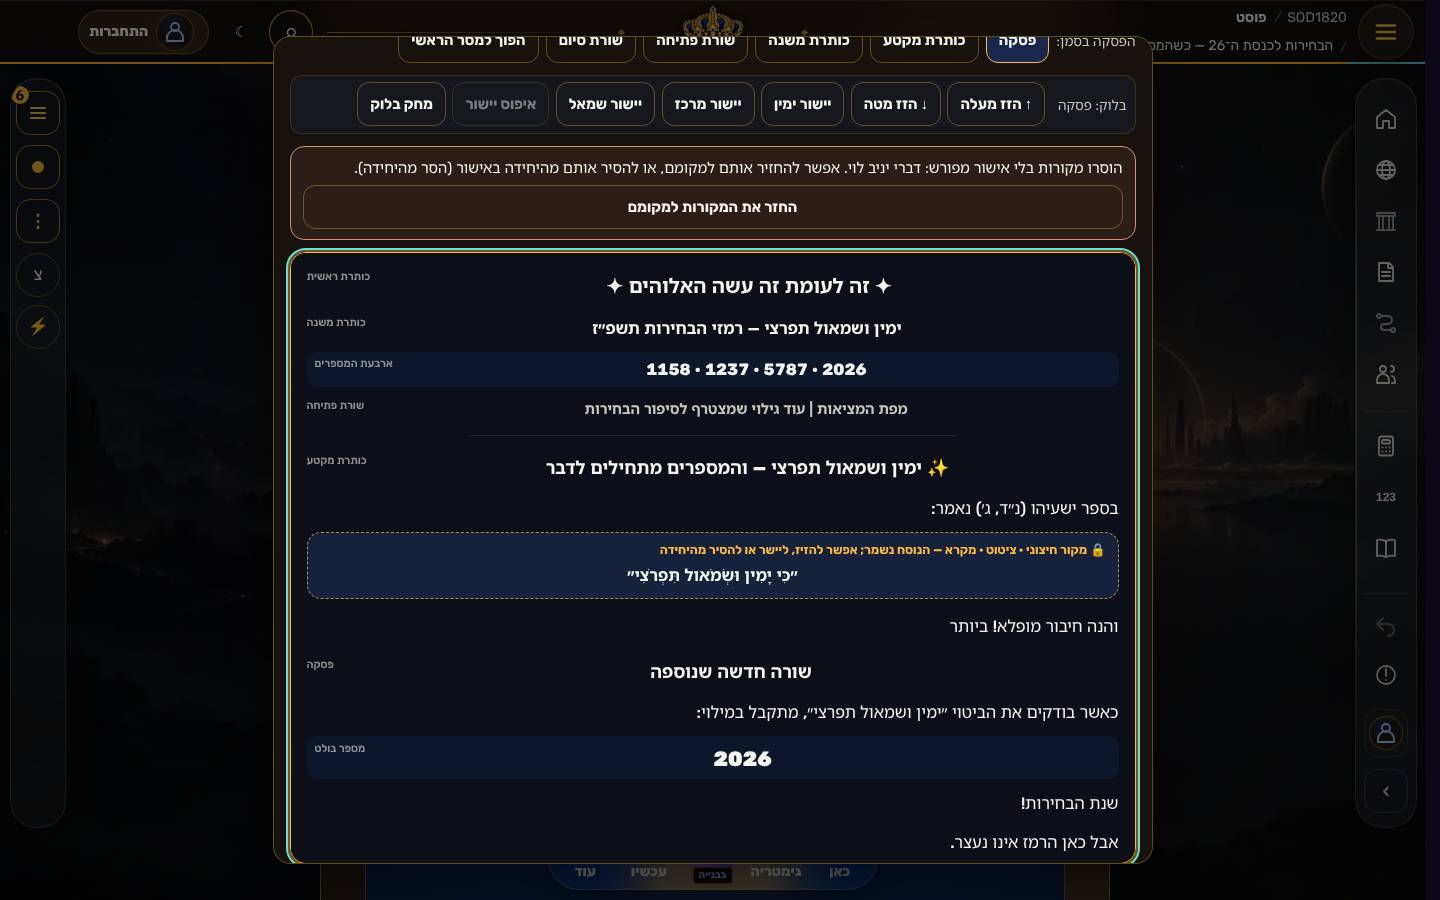 SOD1820 / פוסט
/ הבחירות לכנסת ה־26 — כשהמס
התחברות
הפסקה בסמן: פסקה כותרת מקטע כותרת משנה שורת פתיחה שורת סיום הפוך למסר הראשי
בלוק: פסקה ↑ הזז מעלה ↓ הזז מטה יישור ימין יישור מרכז יישור שמאל איפוס יישור מחק בלוק
הוסרו מקורות בלי אישור מפורש: דברי יניב לוי. אפשר להחזיר אותם למקומם, או להסיר אותם מהיחידה באישור (הסר מהיחידה).
החזר את המקורות למקומם
✦ זה לעומת זה עשה האלוהים ✦
כותרת ראשית
ימין ושמאול תפרצי — רמזי הבחירות תשפ״ז
כותרת משנה
2026 • 5787 • 1237 • 1158
ארבעת המספרים
מפת המציאות | עוד גילוי שמצטרף לסיפור הבחירות
שורת פתיחה
✨ ימין ושמאול תפרצי — והמספרים מתחילים לדבר
כותרת מקטע
בספר ישעיהו (נ״ד, ג׳) נאמר:
🔒 מקור חיצוני • ציטוט • מקרא — הנוסח נשמר; אפשר להזיז, ליישר או להסיר מהיחידה
״כִּי יָמִין וּשְׂמֹאול תִּפְרֹצִי״
והנה חיבור מופלא! ביותר
שורה חדשה שנוספה
פסקה
כאשר בודקים את הביטוי ״ימין ושמאול תפרצי״, מתקבל במילוי:
2026
מספר בולט
שנת הבחירות!
אבל כאן הרמז אינו נעצר.
כאן גימטריה בבנייה עכשיו עוד
6
צ
123